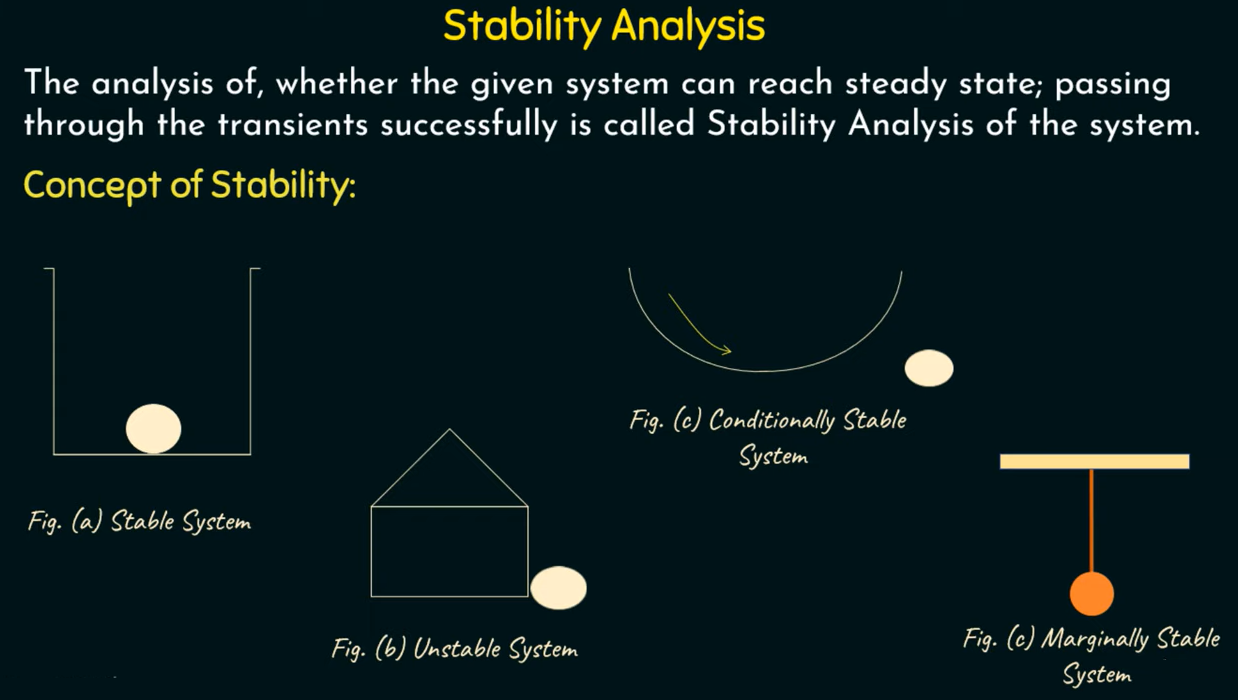 Stability Analysis
The analysis of, whether the given system can reach steady state; passing
through the transients successfully is called Stability Analysis of the system.
Concept of Stability:
Fig. (a) Stable System
Fig. (b) Unstable System
Fig. (c) Conditionally Stable
System
Fig. (c) Marginally Stable
System